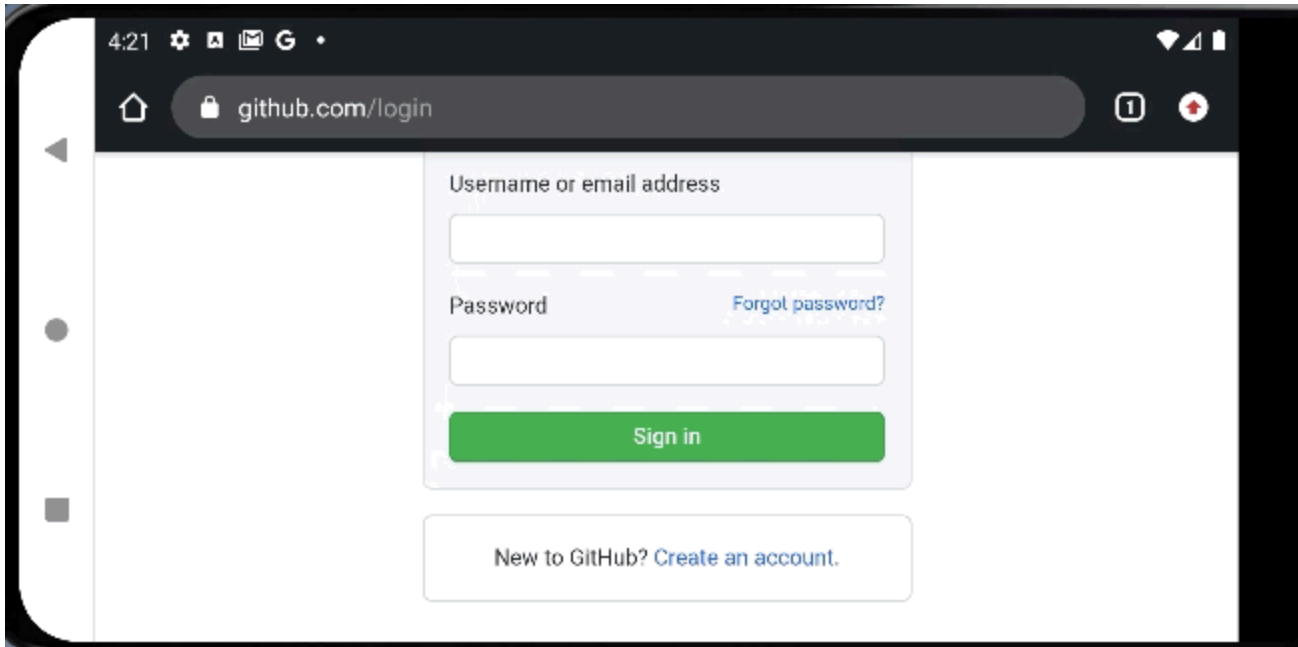 4:21 G
github.com/login
1
Username or email address
Password Forgot password?
Sign in
New to GitHub? Create an account.